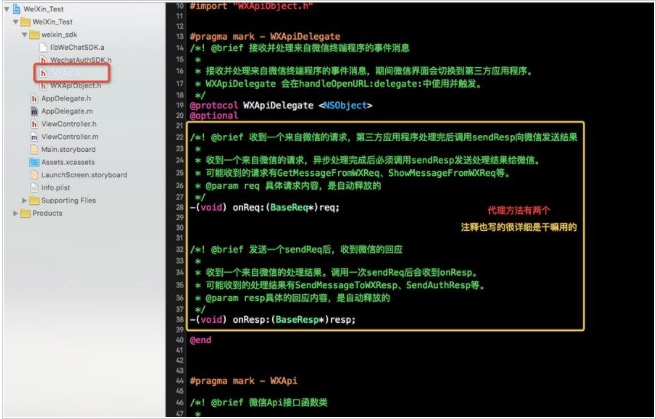 WeiXin_Test
WeiXin_Test
weixin_sdk
libWeChatSDK.a
WechatAuthSDK.h
WXApiObject.h
AppDelegate.h
AppDelegate.m
ViewController.h
ViewController.m
Main.storyboard
Assets.xcassets
LaunchScreen.storyboard
Info.plist
Supporting Files
Products
10 #import "WXApiObject.h"
11
12
13 #pragma mark - WXApiDelegate
14 /*! @brief 接收并处理来自微信终端程序的事件消息
15 *
16 * 接收并处理来自微信终端程序的事件消息，期间微信界面会切换到第三方应用程序。
17 * WXApiDelegate 会在handleOpenURL:delegate:中使用并触发。
18 */
19 @protocol WXApiDelegate <NSObject>
20 @optional
21
22 /*! @brief 收到一个来自微信的请求，第三方应用程序处理完后调用sendResp向微信发送结果
23 *
24 * 收到一个来自微信的请求，异步处理完成后必须调用sendResp发送处理结果给微信。
25 * 可能收到的请求有GetMessageFromWXReq、ShowMessageFromWXReq等。
26 * @param req 具体请求内容，是自动释放的
27 */
28 -(void) onReq:(BaseReq*)req;
29
代理方法有两个
30
注释也写的很详细是干嘛用的
31
32 /*! @brief 发送一个sendReq后，收到微信的回应
33 *
34 * 收到一个来自微信的处理结果。调用一次sendReq后会收到onResp。
35 * 可能收到的处理结果有SendMessageToWXResp、SendAuthResp等。
36 * @param resp具体的回应内容，是自动释放的
37 */
38 -(void) onResp:(BaseResp*)resp;
39
40 @end
41
42
43
44 #pragma mark - WXApi
45
46 /*! @brief 微信Api接口函数类
47 *